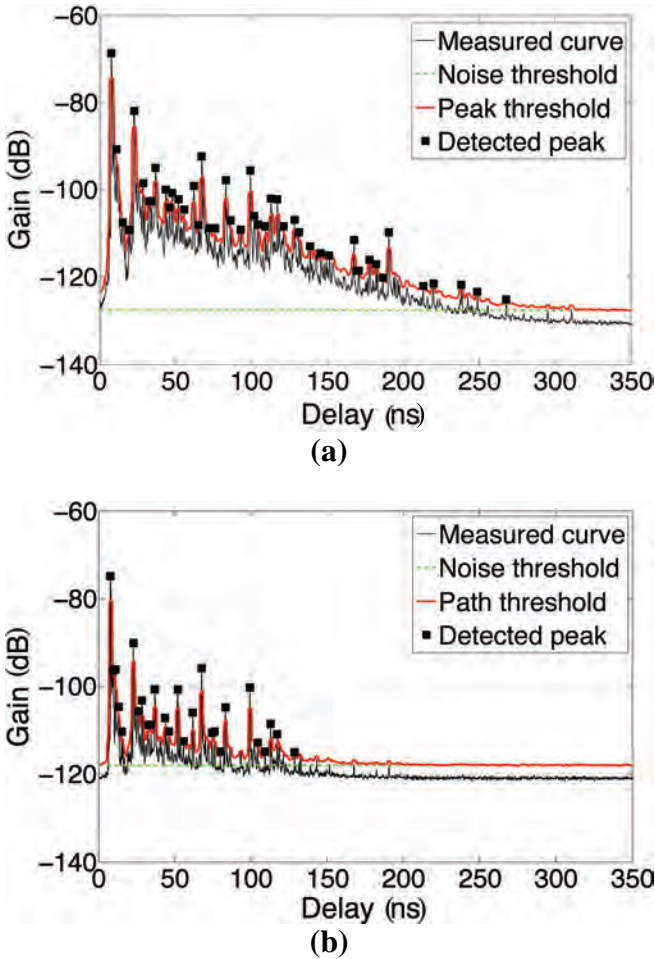 −60
−80
−100
−120
−140
Gain (dB)
Measured curve
Noise threshold
Peak threshold
Detected peak
0 50 100 150 200 250 300 350
Delay (ns)
(a)
−60
−80
−100
−120
−140
Gain (dB)
Measured curve
Noise threshold
Path threshold
Detected peak
0 50 100 150 200 250 300 350
Delay (ns)
(b)